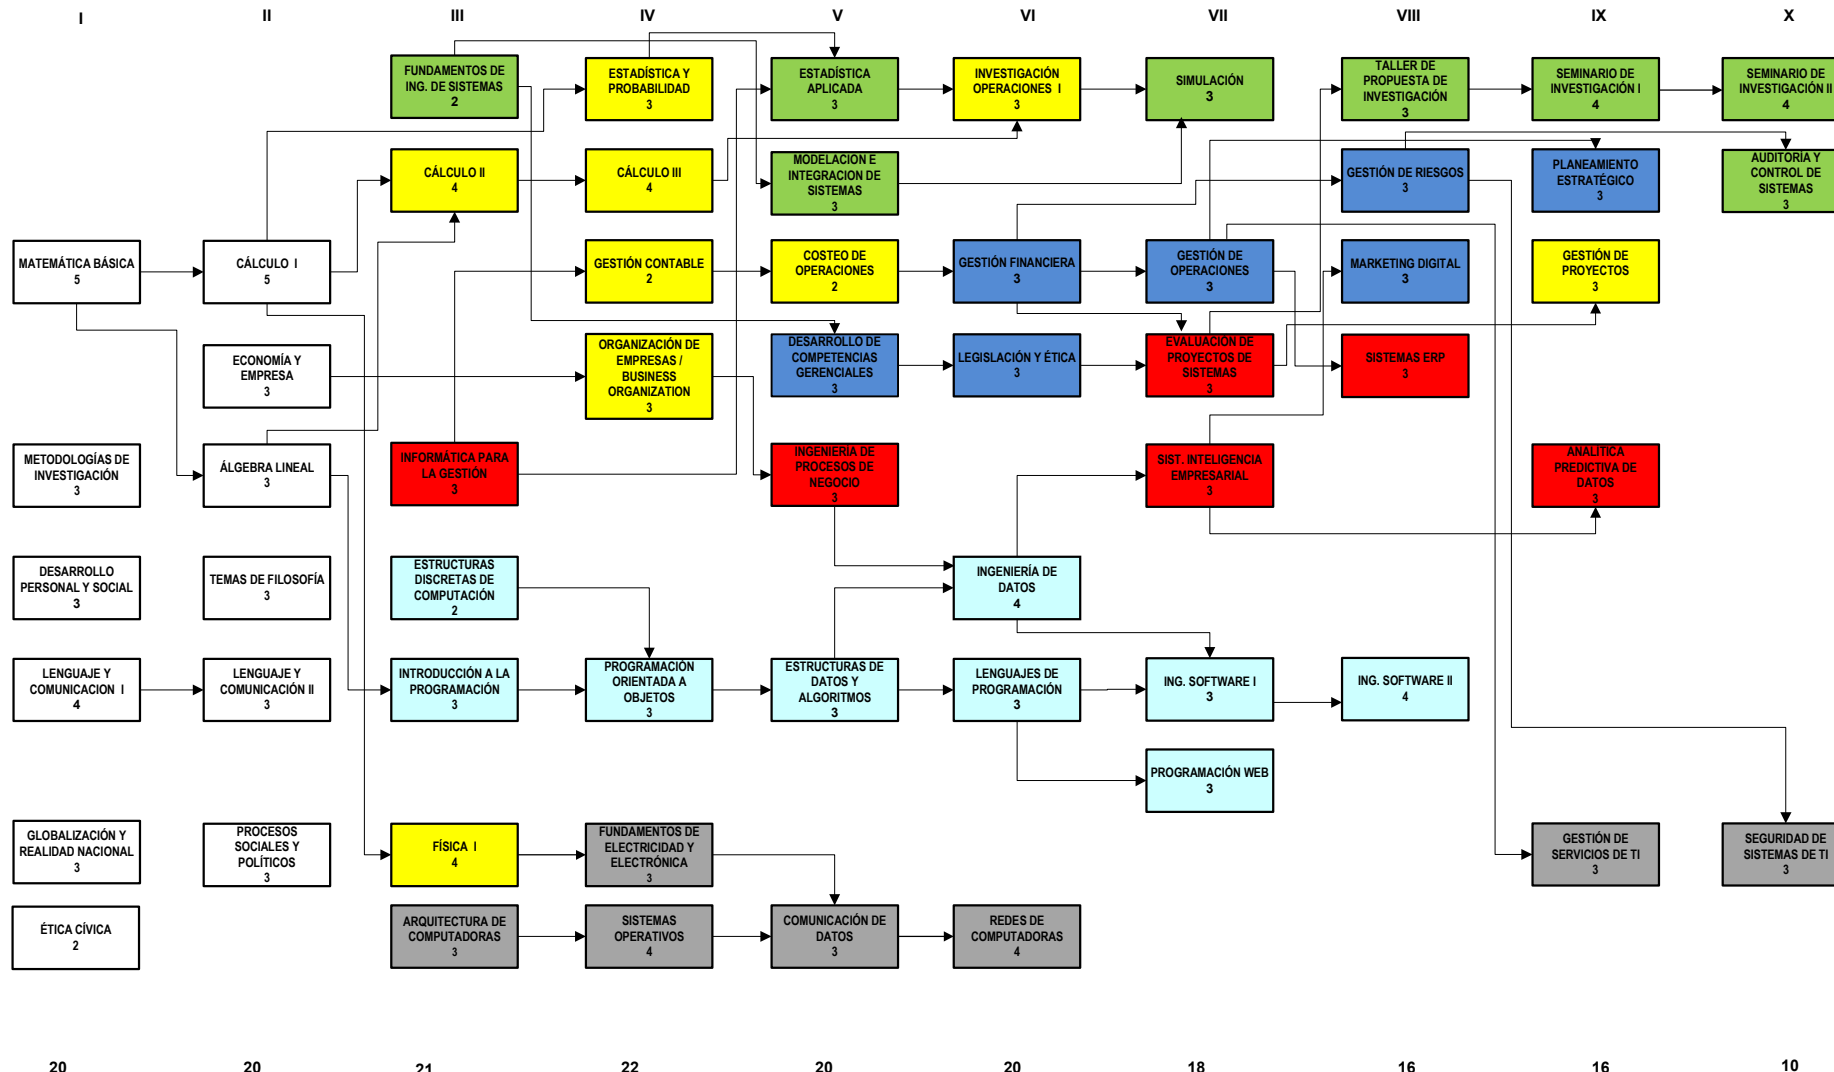 I
II
III
IV
V
VI
VII
VIII
IX
X
FUNDAMENTOS DE
ING. DE SISTEMAS
2
ESTADÍSTICA Y
PROBABILIDAD
3
ESTADÍSTICA
APLICADA
3
INVESTIGACIÓN
OPERACIONES I
3
SIMULACIÓN
3
TALLER DE
PROPUESTA DE
INVESTIGACIÓN
3
SEMINARIO DE
INVESTIGACIÓN I
4
SEMINARIO DE
INVESTIGACIÓN II
4
CÁLCULO II
4
CÁLCULO III
4
MODELACION E
INTEGRACION DE
SISTEMAS
3
GESTIÓN DE RIESGOS
3
PLANEAMIENTO
ESTRATÉGICO
3
AUDITORÍA Y
CONTROL DE
SISTEMAS
3
MATEMÁTICA BÁSICA
5
CÁLCULO I
5
GESTIÓN CONTABLE
2
COSTEO DE
OPERACIONES
2
GESTIÓN FINANCIERA
3
GESTIÓN DE
OPERACIONES
3
MARKETING DIGITAL
3
GESTIÓN DE
PROYECTOS
3
ECONOMÍA Y
EMPRESA
3
ORGANIZACIÓN DE
EMPRESAS /
BUSINESS
ORGANIZATION
3
DESARROLLO DE
COMPETENCIAS
GERENCIALES
3
LEGISLACIÓN Y ÉTICA
3
EVALUACIÓN DE
PROYECTOS DE
SISTEMAS
3
SISTEMAS ERP
3
METODOLOGÍAS DE
INVESTIGACIÓN
3
ÁLGEBRA LINEAL
3
INFORMÁTICA PARA
LA GESTIÓN
3
INGENIERÍA DE
PROCESOS DE
NEGOCIO
3
SIST. INTELIGENCIA
EMPRESARIAL
3
ANALITICA
PREDICTIVA DE
DATOS
3
DESARROLLO
PERSONAL Y SOCIAL
3
TEMAS DE FILOSOFÍA
3
ESTRUCTURAS
DISCRETAS DE
COMPUTACIÓN
2
INGENIERÍA DE
DATOS
4
LENGUAJE Y
COMUNICACION I
4
LENGUAJE Y
COMUNICACIÓN II
3
INTRODUCCIÓN A LA
PROGRAMACIÓN
3
PROGRAMACIÓN
ORIENTADA A
OBJETOS
3
ESTRUCTURAS DE
DATOS Y
ALGORITMOS
3
LENGUAJES DE
PROGRAMACIÓN
3
ING. SOFTWARE I
3
ING. SOFTWARE II
4
PROGRAMACIÓN WEB
3
GLOBALIZACIÓN Y
REALIDAD NACIONAL
3
PROCESOS
SOCIALES Y
POLÍTICOS
3
FÍSICA I
4
FUNDAMENTOS DE
ELECTRICIDAD Y
ELECTRÓNICA
3
GESTIÓN DE
SERVICIOS DE TI
3
SEGURIDAD DE
SISTEMAS DE TI
3
ÉTICA CÍVICA
2
ARQUITECTURA DE
COMPUTADORAS
3
SISTEMAS
OPERATIVOS
4
COMUNICACIÓN DE
DATOS
3
REDES DE
COMPUTADORAS
4
20
20
21
22
20
20
18
16
16
10